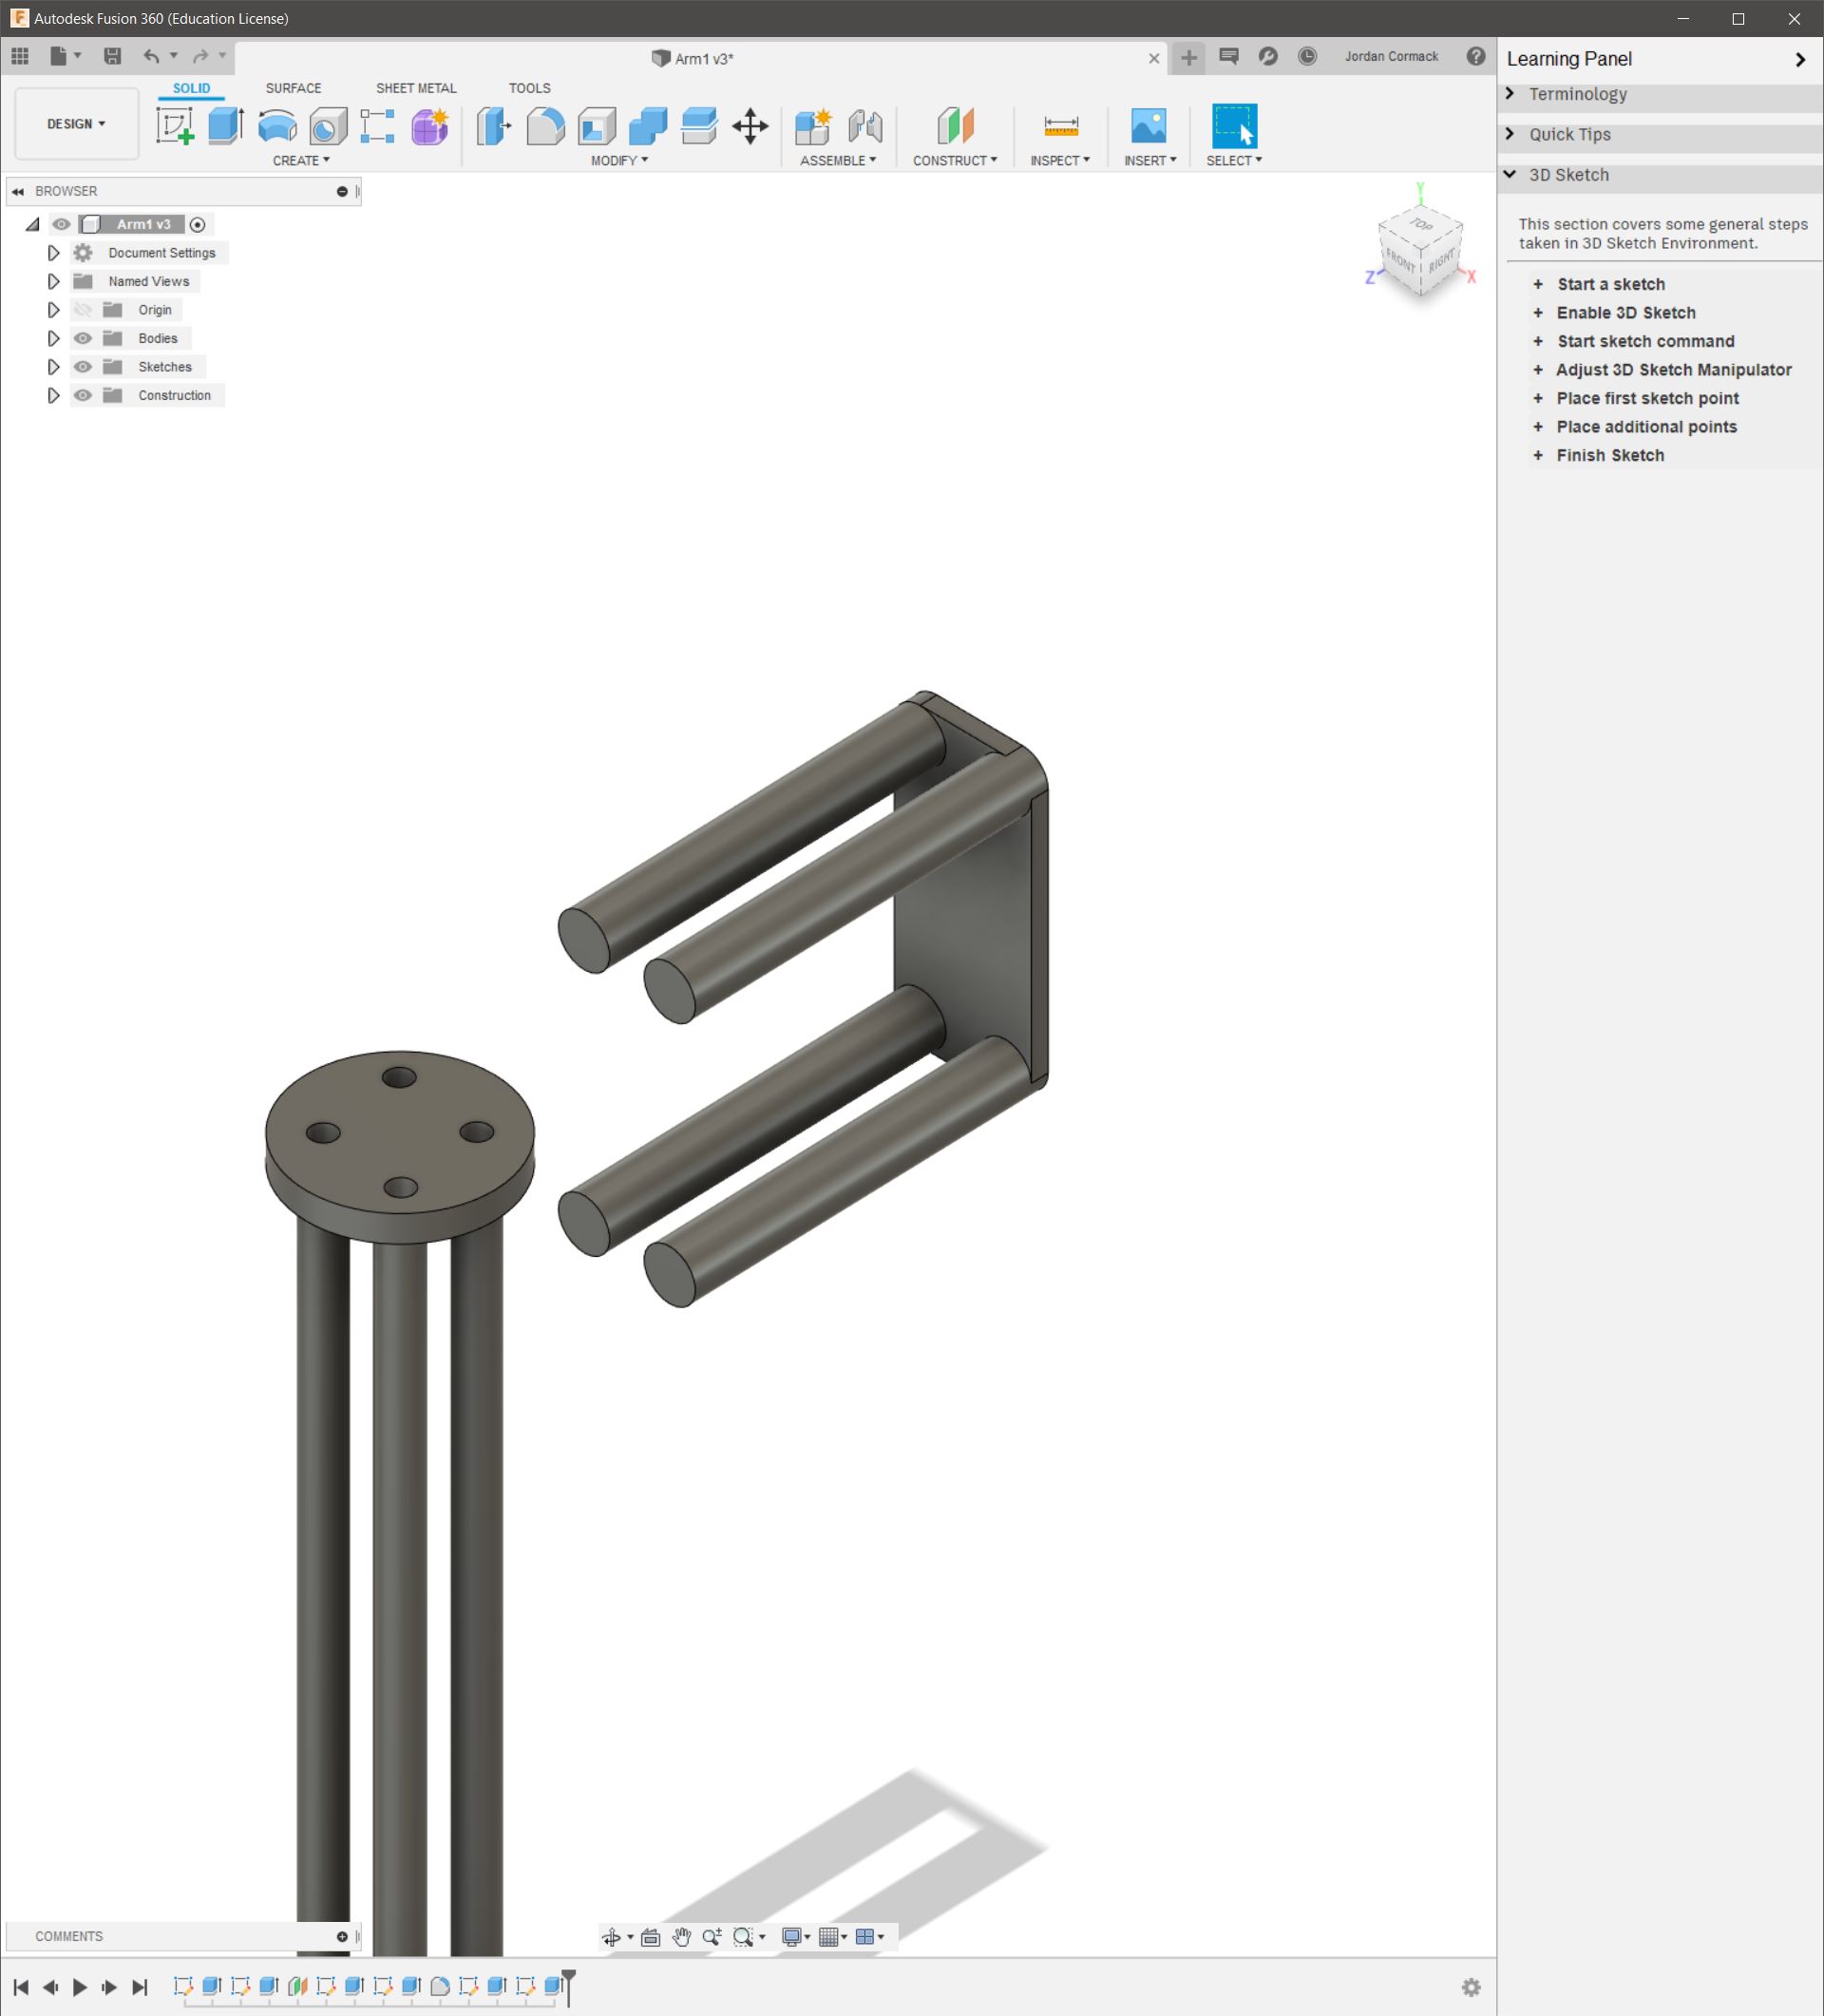 Autodesk Fusion 360 (Education License)
Arm1 v3*
Jordan Cormack
DESIGN
SOLID
SURFACE
SHEET METAL
TOOLS
CREATE
MODIFY
ASSEMBLE
CONSTRUCT
INSPECT
INSERT
SELECT
BROWSER
Arm1 v3
Document Settings
Named Views
Origin
Bodies
Sketches
Construction
Y
TOP
FRONT
RIGHT
Z
X
Learning Panel
Terminology
Quick Tips
3D Sketch
This section covers some general steps
taken in 3D Sketch Environment.
+ Start a sketch
+ Enable 3D Sketch
+ Start sketch command
+ Adjust 3D Sketch Manipulator
+ Place first sketch point
+ Place additional points
+ Finish Sketch
COMMENTS